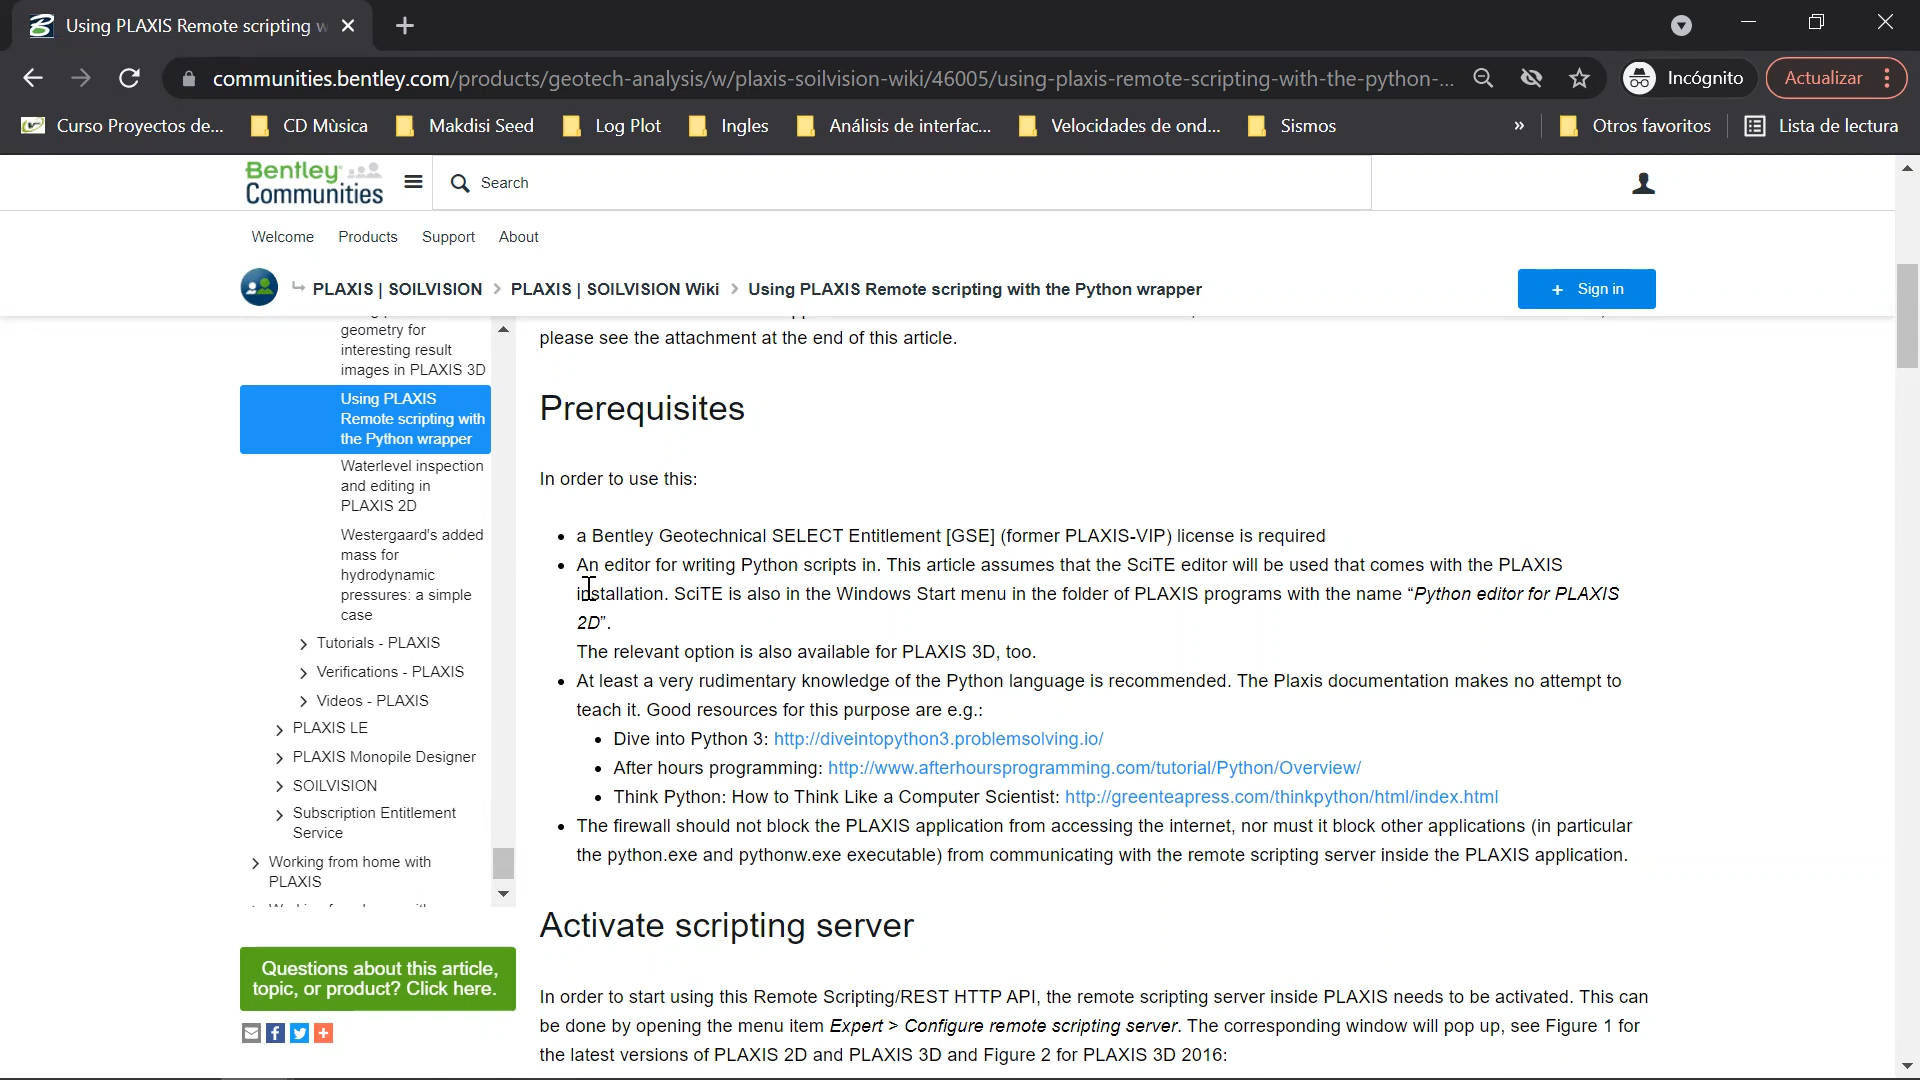 Using PLAXIS Remote scripting w
communities.bentley.com/products/geotech-analysis/w/plaxis-soilvision-wiki/46005/using-plaxis-remote-scripting-with-the-python-...
Incógnito
Actualizar
Curso Proyectos de...
CD Mùsica
Makdisi Seed
Log Plot
Ingles
Análisis de interfac...
Velocidades de ond...
Sismos
»
Otros favoritos
Lista de lectura
Bentley
Communities
Search
Welcome
Products
Support
About
PLAXIS | SOILVISION > PLAXIS | SOILVISION Wiki > Using PLAXIS Remote scripting with the Python wrapper
+ Sign in
geometry for
interesting result
images in PLAXIS 3D
Using PLAXIS
Remote scripting with
the Python wrapper
Waterlevel inspection
and editing in
PLAXIS 2D
Westergaard's added
mass for
hydrodynamic
pressures: a simple
case
Tutorials - PLAXIS
Verifications - PLAXIS
Videos - PLAXIS
PLAXIS LE
PLAXIS Monopile Designer
SOILVISION
Subscription Entitlement
Service
Working from home with
PLAXIS
Questions about this article,
topic, or product? Click here.
please see the attachment at the end of this article.
Prerequisites
In order to use this:
• a Bentley Geotechnical SELECT Entitlement [GSE] (former PLAXIS-VIP) license is required
• An editor for writing Python scripts in. This article assumes that the SciTE editor will be used that comes with the PLAXIS
installation. SciTE is also in the Windows Start menu in the folder of PLAXIS programs with the name “Python editor for PLAXIS
2D”.
The relevant option is also available for PLAXIS 3D, too.
• At least a very rudimentary knowledge of the Python language is recommended. The Plaxis documentation makes no attempt to
teach it. Good resources for this purpose are e.g.:
• Dive into Python 3: http://diveintopython3.problemsolving.io/
• After hours programming: http://www.afterhoursprogramming.com/tutorial/Python/Overview/
• Think Python: How to Think Like a Computer Scientist: http://greenteapress.com/thinkpython/html/index.html
• The firewall should not block the PLAXIS application from accessing the internet, nor must it block other applications (in particular
the python.exe and pythonw.exe executable) from communicating with the remote scripting server inside the PLAXIS application.
Activate scripting server
In order to start using this Remote Scripting/REST HTTP API, the remote scripting server inside PLAXIS needs to be activated. This can
be done by opening the menu item Expert > Configure remote scripting server. The corresponding window will pop up, see Figure 1 for
the latest versions of PLAXIS 2D and PLAXIS 3D and Figure 2 for PLAXIS 3D 2016: